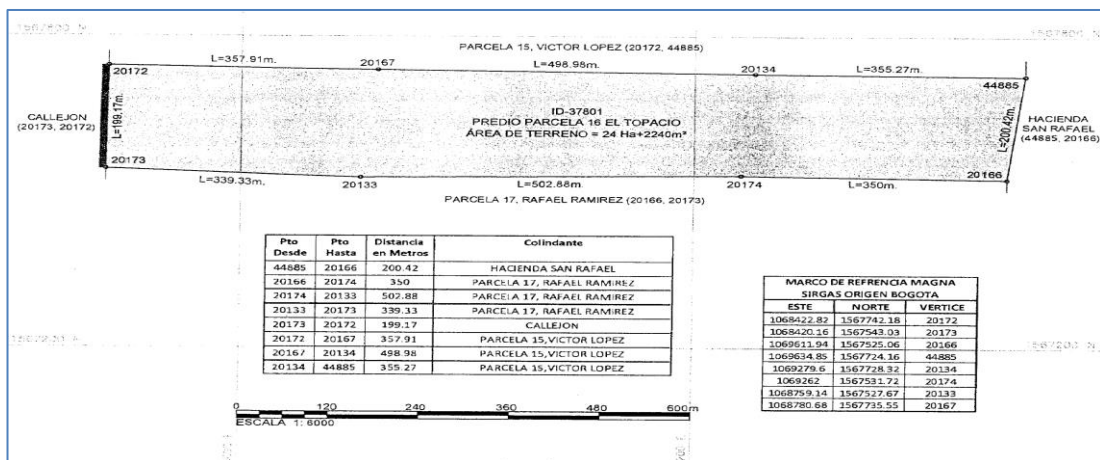 1567800 N
1567800 N
PARCELA 15, VICTOR LOPEZ (20172, 44885)
L=357.91m.
20167
L=498.98m.
20134
L=355.27m.
20172
44885
CALLEJON
(20173, 20172)
L=199.17m
ID-37801
PREDIO PARCELA 16 EL TOPACIO
ÁREA DE TERRENO = 24 Ha+2240m²
L=200.42m.
HACIENDA
SAN RAFAEL
(44885, 20166)
20173
20166
L=339.33m.
20133
L=502.88m.
20174
L=350m.
PARCELA 17, RAFAEL RAMIREZ (20166, 20173)
Pto Desde Pto Hasta Distancia en Metros Colindante
44885 20166 200.42 HACIENDA SAN RAFAEL
20166 20174 350 PARCELA 17, RAFAEL RAMIREZ
20174 20133 502.88 PARCELA 17, RAFAEL RAMIREZ
20133 20173 339.33 PARCELA 17, RAFAEL RAMIREZ
20173 20172 199.17 CALLEJON
20172 20167 357.91 PARCELA 15,VICTOR LOPEZ
20167 20134 498.98 PARCELA 15,VICTOR LOPEZ
20134 44885 355.27 PARCELA 15,VICTOR LOPEZ
MARCO DE REFRENCIA MAGNA
SIRGAS ORIGEN BOGOTA
ESTE NORTE VERTICE
1068422.82 1567742.18 20172
1068420.16 1567543.03 20173
1069611.94 1567525.06 20166
1069634.85 1567724.16 44885
1069279.6 1567728.32 20134
1069262 1567531.72 20174
1068759.14 1567527.67 20133
1068780.68 1567735.55 20167
1567200 N
0 120 240 360 480 600m
ESCALA 1: 6000